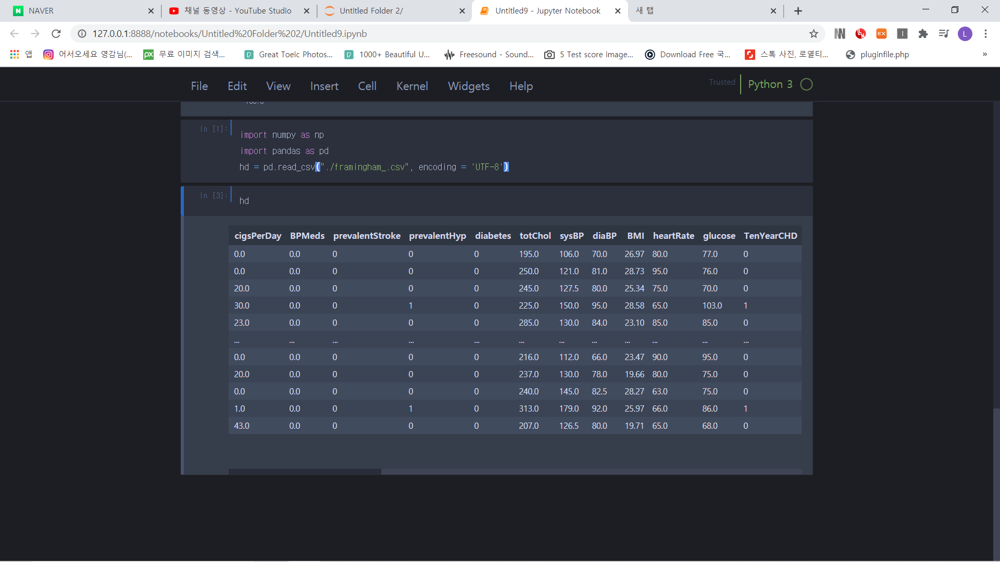 NAVER
채널 동영상 - YouTube Studio
Untitled Folder 2/
Untitled9 - Jupyter Notebook
새 탭
127.0.0.1:8888/notebooks/Untitled%20Folder%202/Untitled9.ipynb
앱
어서오세요 영감님(...
무료 이미지 검색...
Great Toeic Photos...
1000+ Beautiful U...
Freesound - Sound...
5 Test score image...
Download Free 국...
스톡 사진, 로열티...
pluginfile.php
»
File Edit View Insert Cell Kernel Widgets Help
Trusted
Python 3
In [1]:
import numpy as np
import pandas as pd
hd = pd.read_csv("./framingham_.csv", encoding = 'UTF-8')
In [3]:
hd
cigsPerDay BPMeds prevalentStroke prevalentHyp diabetes totChol sysBP diaBP BMI heartRate glucose TenYearCHD
0.0 0.0 0 0 0 195.0 106.0 70.0 26.97 80.0 77.0 0
0.0 0.0 0 0 0 250.0 121.0 81.0 28.73 95.0 76.0 0
20.0 0.0 0 0 0 245.0 127.5 80.0 25.34 75.0 70.0 0
30.0 0.0 0 1 0 225.0 150.0 95.0 28.58 65.0 103.0 1
23.0 0.0 0 0 0 285.0 130.0 84.0 23.10 85.0 85.0 0
... ... ... ... ... ... ... ... ... ... ... ...
0.0 0.0 0 0 0 216.0 112.0 66.0 23.47 90.0 95.0 0
20.0 0.0 0 0 0 237.0 130.0 78.0 19.66 80.0 75.0 0
0.0 0.0 0 0 0 240.0 145.0 82.5 28.27 63.0 75.0 0
1.0 0.0 0 1 0 313.0 179.0 92.0 25.97 66.0 86.0 1
43.0 0.0 0 0 0 207.0 126.5 80.0 19.71 65.0 68.0 0